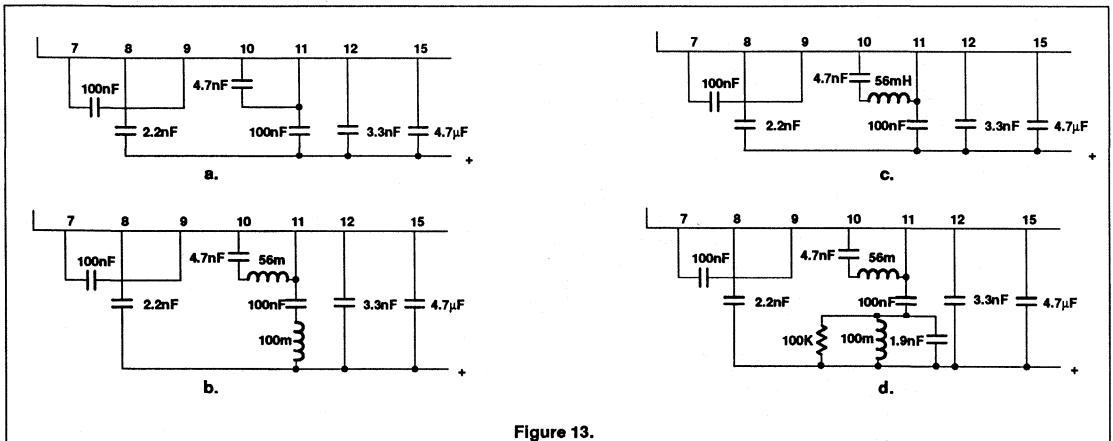 7 8 9 10 11 12 15
100nF 4.7nF
2.2nF 100nF 3.3nF 4.7μF
+
a.
7 8 9 10 11 12 15
100nF 4.7nF 56mH
2.2nF 100nF 3.3nF 4.7μF
+
c.
7 8 9 10 11 12 15
100nF 4.7nF 56m
2.2nF 100nF 3.3nF 4.7μF
100m
+
b.
7 8 9 10 11 12 15
100nF 4.7nF 56m
2.2nF 100nF 3.3nF 4.7μF
100K 100m 1.9nF
+
d.
Figure 13.